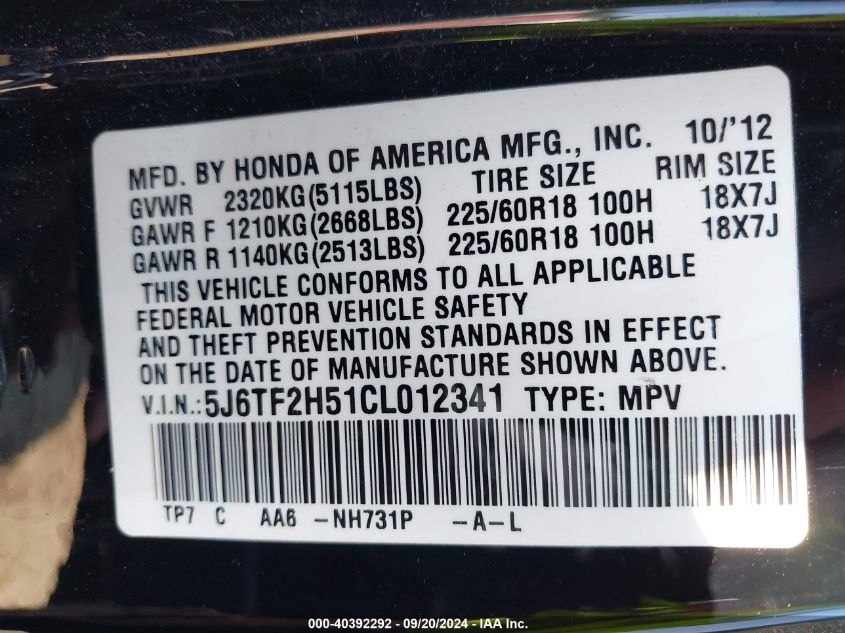 MFD. BY HONDA OF AMERICA MFG., INC. 10/'12
GVWR 2320KG(5115LBS) TIRE SIZE RIM SIZE
GAWR F 1210KG(2668LBS) 225/60R18 100H 18X7J
GAWR R 1140KG(2513LBS) 225/60R18 100H 18X7J
THIS VEHICLE CONFORMS TO ALL APPLICABLE
FEDERAL MOTOR VEHICLE SAFETY
AND THEFT PREVENTION STANDARDS IN EFFECT
ON THE DATE OF MANUFACTURE SHOWN ABOVE.
V.I.N.:5J6TF2H51CL012341 TYPE: MPV
TP7 C AA6 -NH731P -A-L
000-40392292 - 09/20/2024 - IAA Inc.